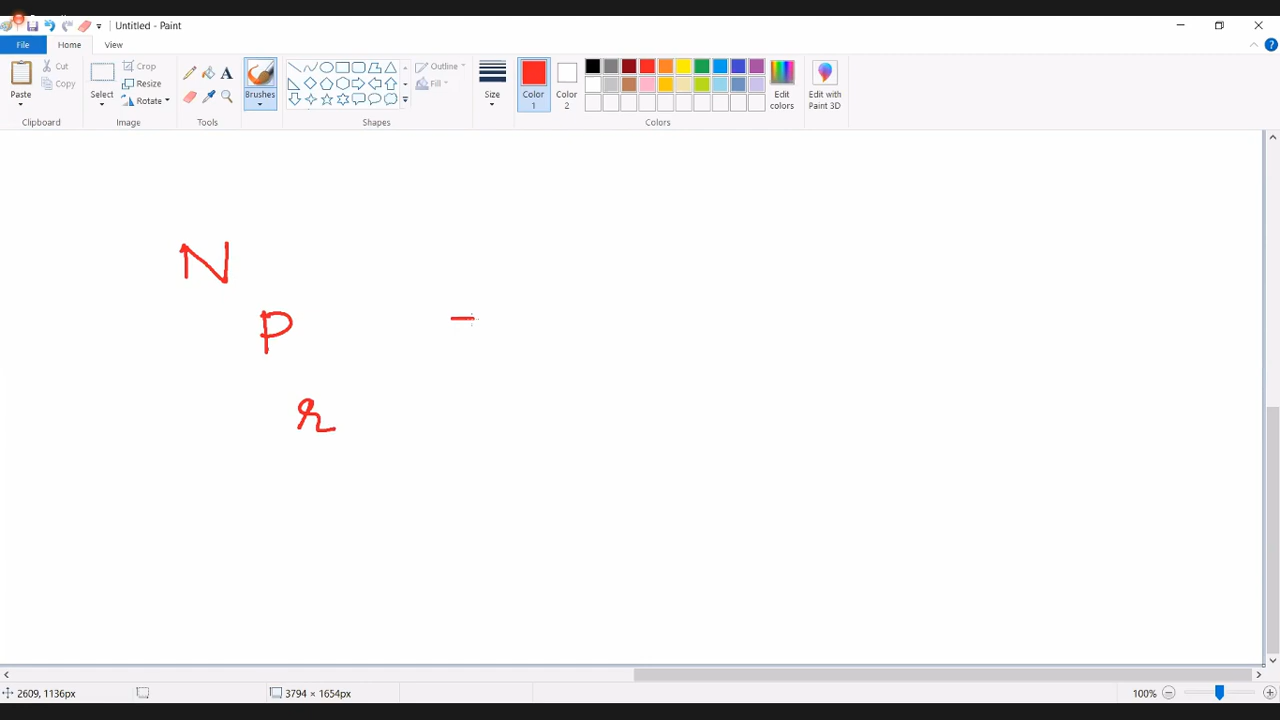 Untitled - Paint
File Home View
Paste Cut Copy Select Crop Resize Rotate A Brushes Outline Fill Size Color 1 Color 2 Edit colors Edit with Paint 3D
Clipboard Image Tools Shapes Colors
N
P
r
-
2609, 1136px 3794 × 1654px 100%